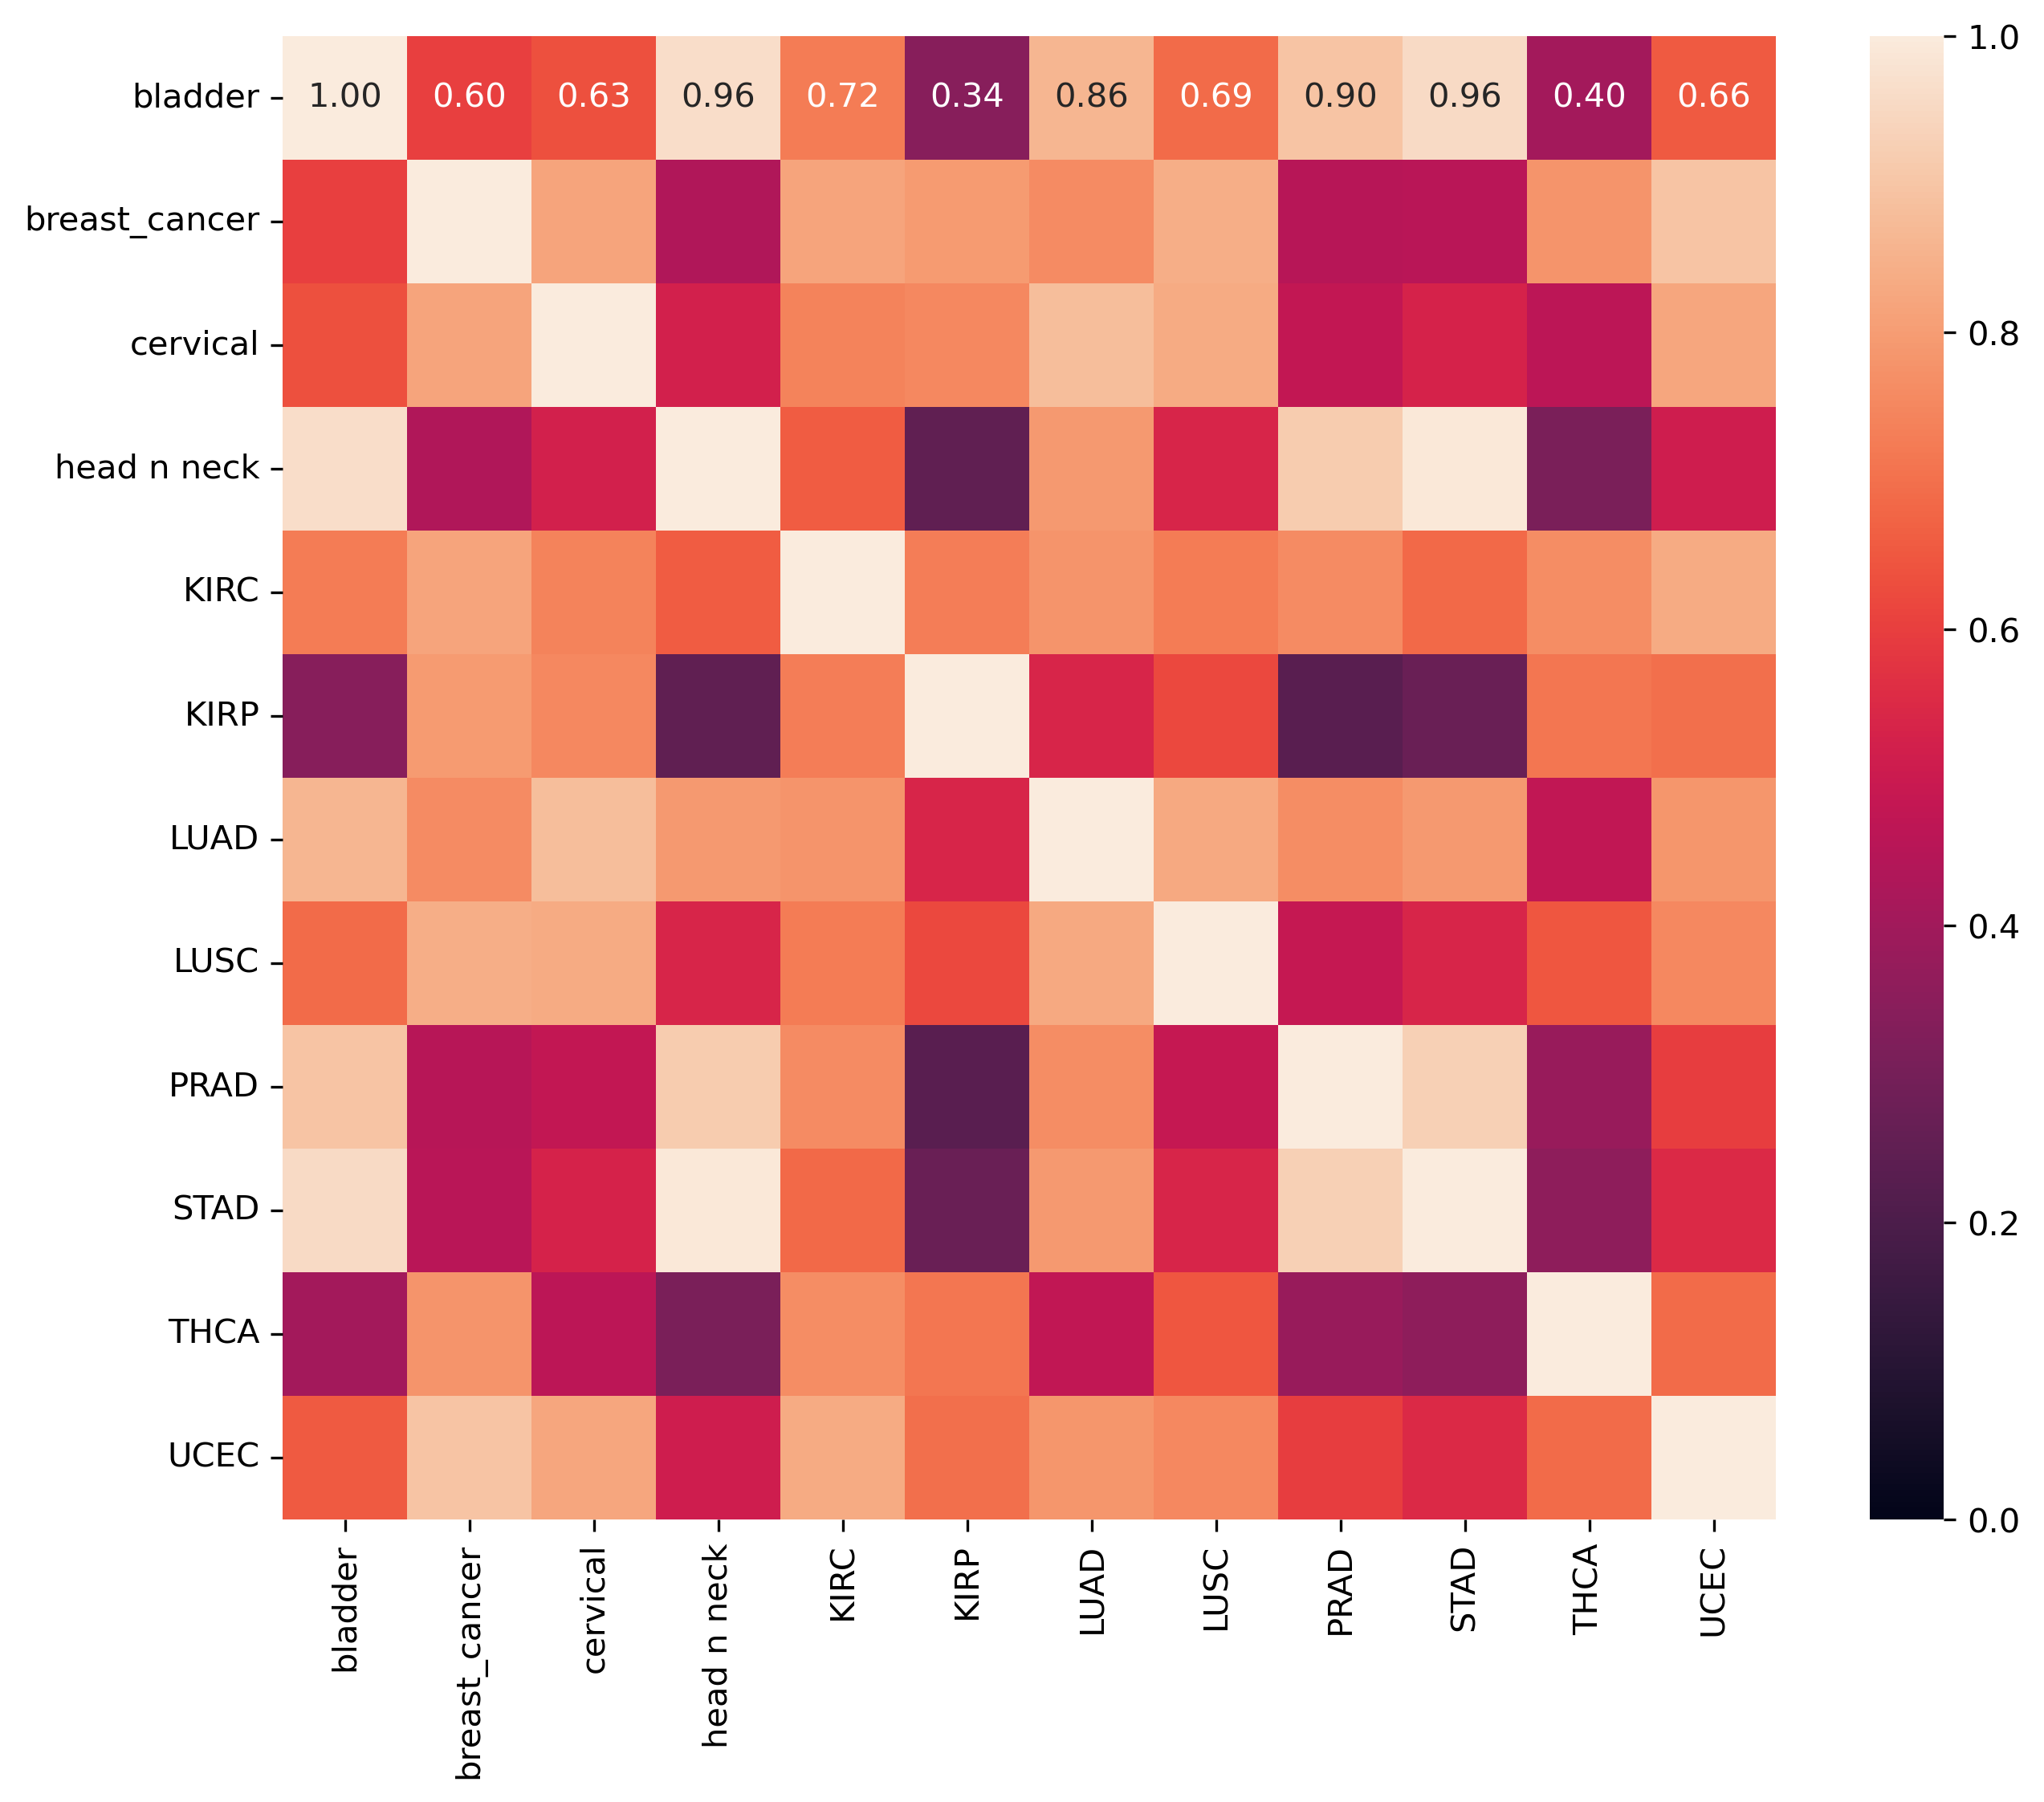 bladder 1.00 0.60 0.63 0.96 0.72 0.34 0.86 0.69 0.90 0.96 0.40 0.66
breast_cancer
cervical
head n neck
KIRC
KIRP
LUAD
LUSC
PRAD
STAD
THCA
UCEC
bladder
breast_cancer
cervical
head n neck
KIRC
KIRP
LUAD
LUSC
PRAD
STAD
THCA
UCEC
1.0
0.8
0.6
0.4
0.2
0.0